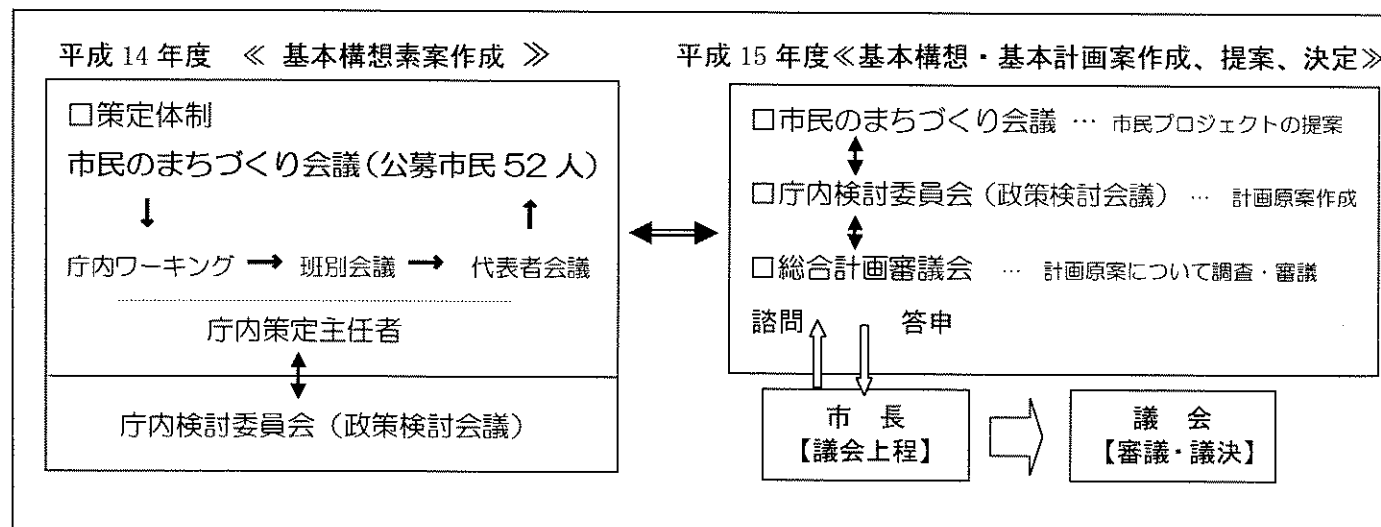 平成 14 年度 ≪ 基本構想素案作成 ≫
□策定体制
市民のまちづくり会議(公募市民 52 人)
↓ ↑
庁内ワーキング → 班別会議 → 代表者会議
庁内策定主任者
庁内検討委員会(政策検討会議)
平成 15 年度≪基本構想・基本計画案作成、提案、決定≫
□市民のまちづくり会議 … 市民プロジェクトの提案
□庁内検討委員会(政策検討会議) … 計画原案作成
□総合計画審議会 … 計画原案について調査・審議
諮問 答申
市 長
【議会上程】
議 会
【審議・議決】